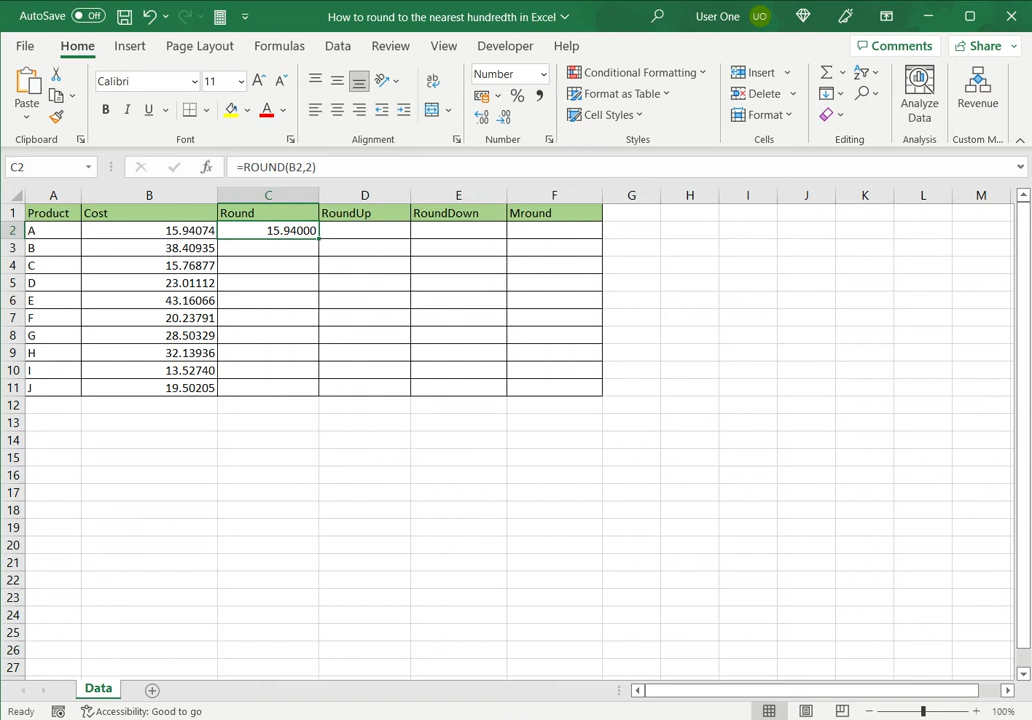 AutoSave Off How to round to the nearest hundredth in Excel User One UO
File Home Insert Page Layout Formulas Data Review View Developer Help Comments Share
Paste Calibri 11 A A ab Number Conditional Formatting Insert Analyze Data Revenue
B I U A % Format as Table Delete
Cell Styles Format
Clipboard Font Alignment Number Styles Cells Editing Analysis Custom M...
C2 fx =ROUND(B2,2)
A B C D E F G H I J K L M
1 Product Cost Round RoundUp RoundDown Mround
2 A 15.94074 15.94000
3 B 38.40935
4 C 15.76877
5 D 23.01112
6 E 43.16066
7 F 20.23791
8 G 28.50329
9 H 32.13936
10 I 13.52740
11 J 19.50205
12
13
14
15
16
17
18
19
20
21
22
23
24
25
26
27
Data
Ready Accessibility: Good to go 100%